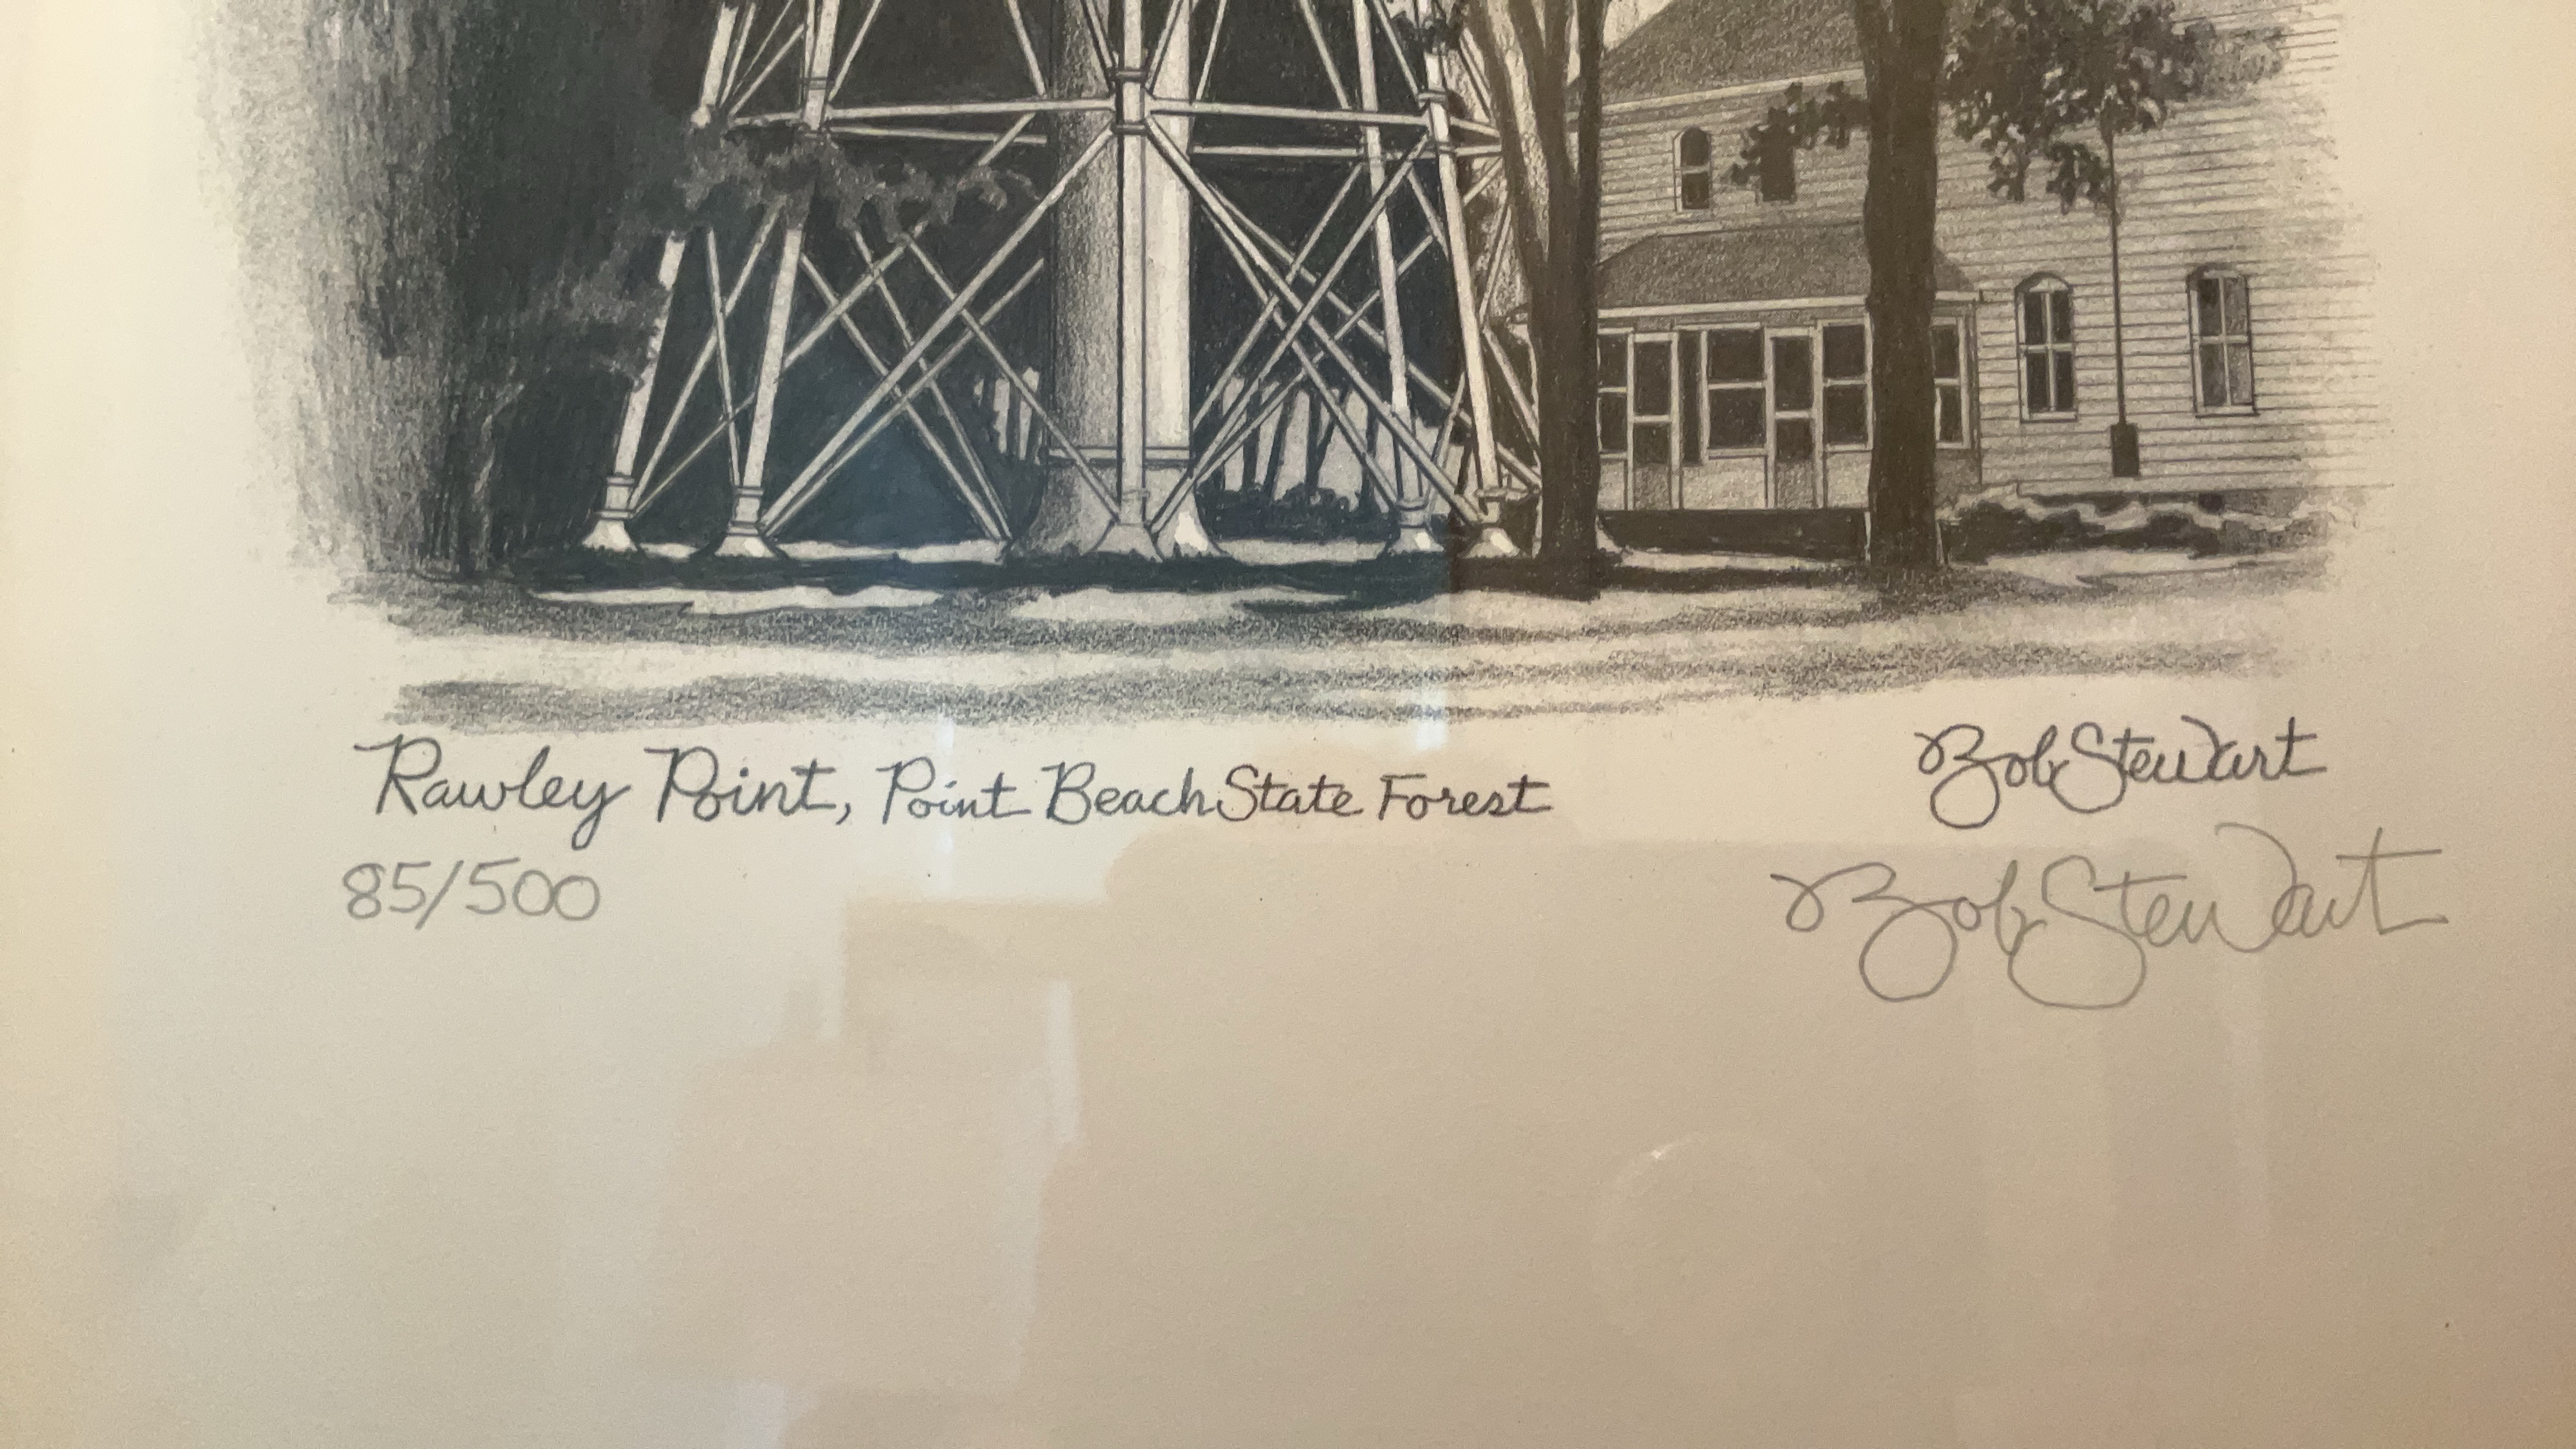 Rawley Point, Point Beach State Forest
Bob Stewart
85/500
Bob Stewart